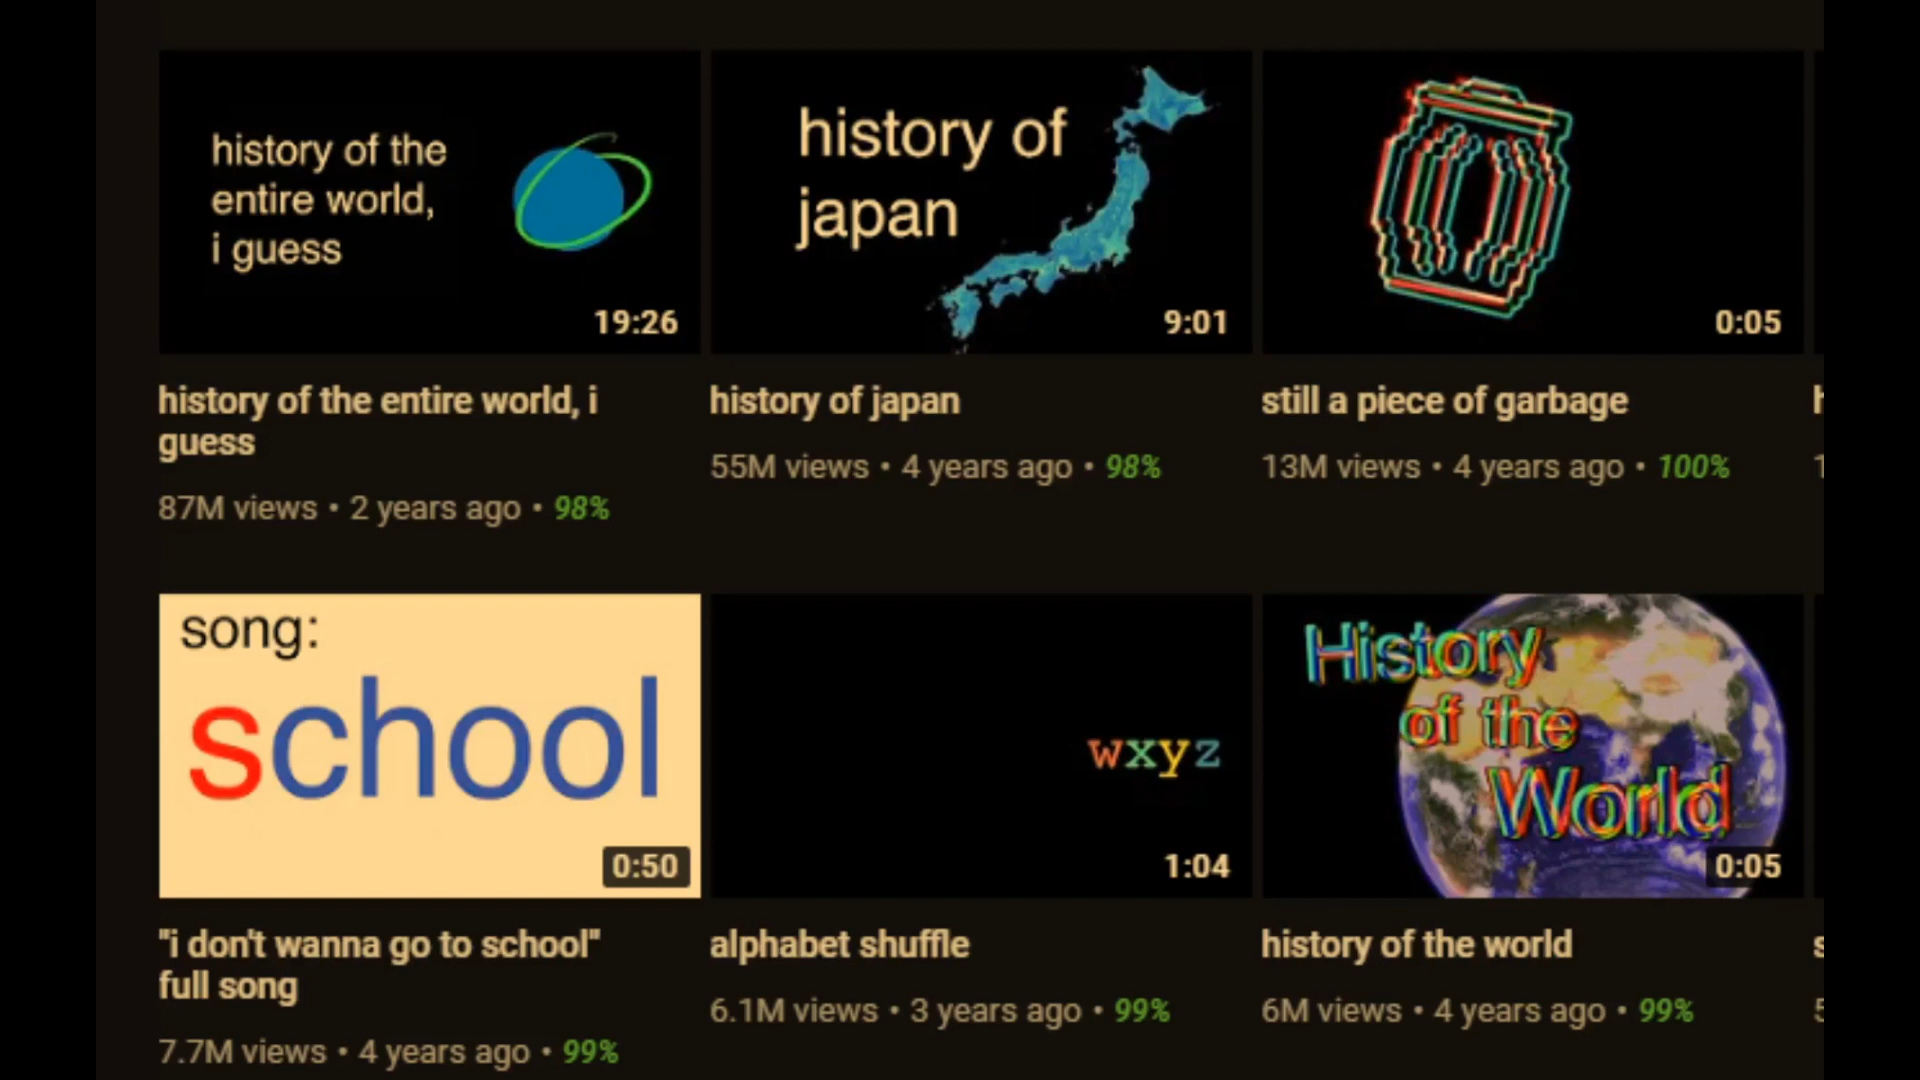 history of the
entire world,
i guess
19:26
history of
japan
9:01
0:05
history of the entire world, i
guess
87M views • 2 years ago • 98%
history of japan
55M views • 4 years ago • 98%
still a piece of garbage
13M views • 4 years ago • 100%
song:
school
0:50
wxyz
1:04
History
of the
World
0:05
"i don't wanna go to school"
full song
7.7M views • 4 years ago • 99%
alphabet shuffle
6.1M views • 3 years ago • 99%
history of the world
6M views • 4 years ago • 99%